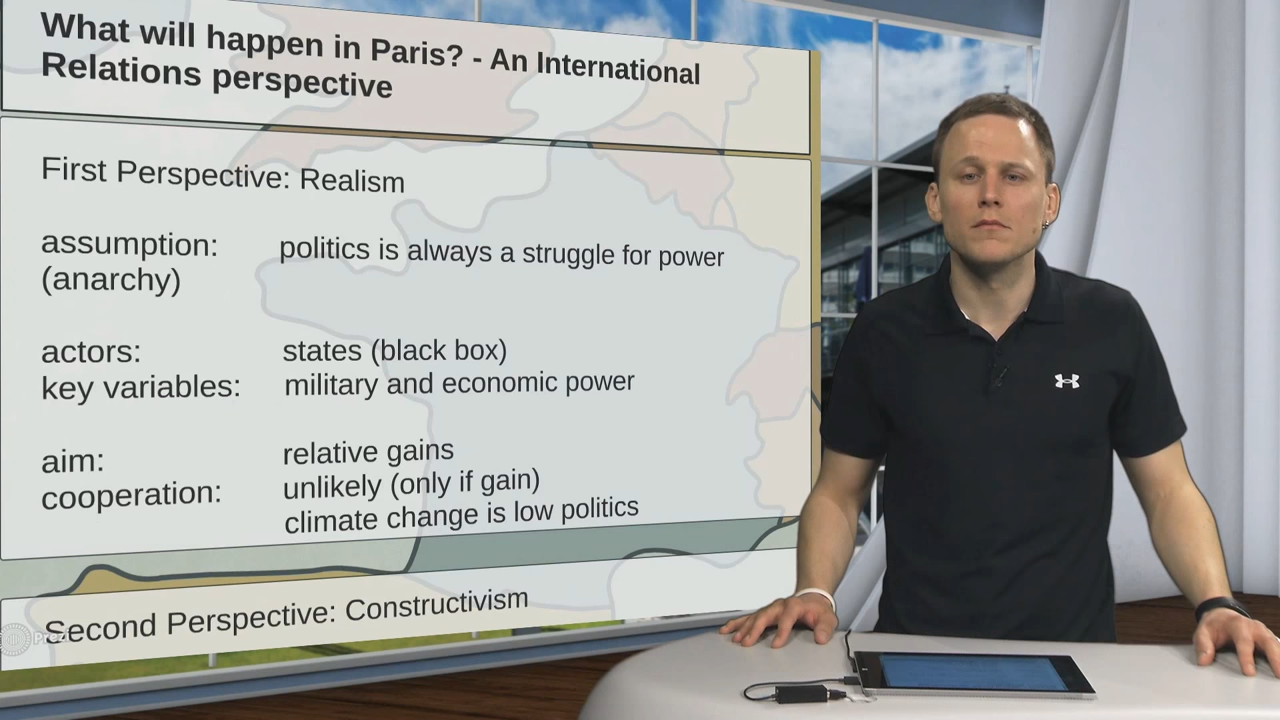 What will happen in Paris? - An International
Relations perspective
First Perspective: Realism
assumption: politics is always a struggle for power
(anarchy)
actors: states (black box)
key variables: military and economic power
aim: relative gains
cooperation: unlikely (only if gain)
climate change is low politics
Second Perspective: Constructivism
Prezi